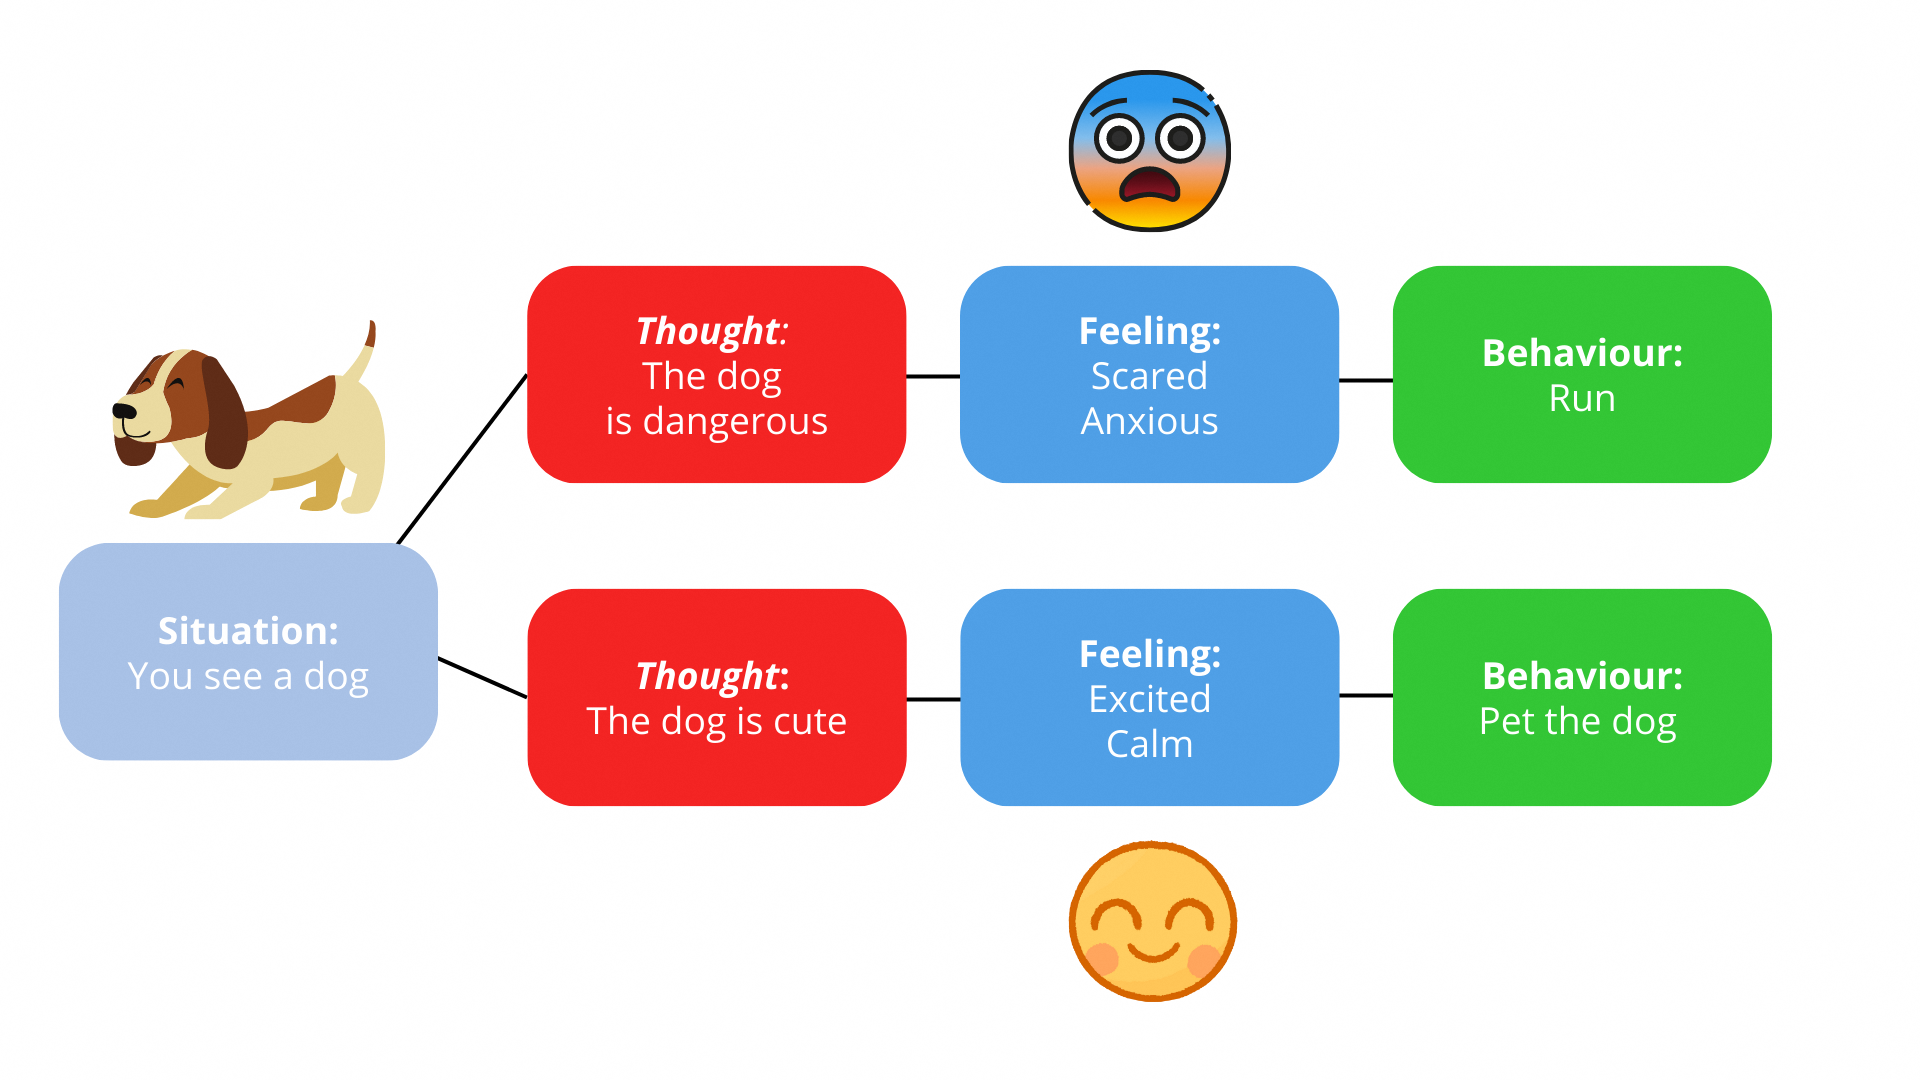 Situation:
You see a dog
Thought:
The dog
is dangerous
Feeling:
Scared
Anxious
Behaviour:
Run
Thought:
The dog is cute
Feeling:
Excited
Calm
Behaviour:
Pet the dog